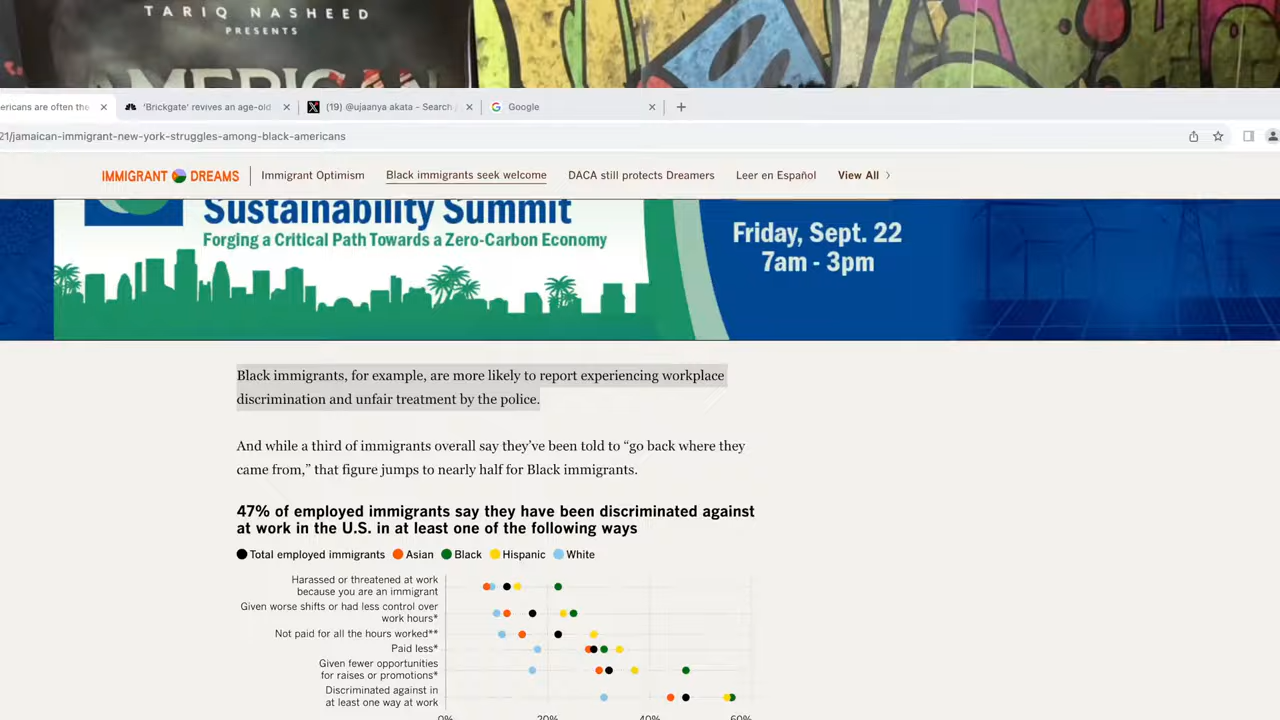 TARIQ NASHEED
PRESENTS
AMERICAN
ericans are often the
'Brickgate' revives an age-old
(19) @ujaanya akata - Search
Google
21/jamaican-immigrant-new-york-struggles-among-black-americans
IMMIGRANT DREAMS
Immigrant Optimism
Black immigrants seek welcome
DACA still protects Dreamers
Leer en Español
View All
Sustainability Summit
Forging a Critical Path Towards a Zero-Carbon Economy
Friday, Sept. 22
7am - 3pm
Black immigrants, for example, are more likely to report experiencing workplace
discrimination and unfair treatment by the police.
And while a third of immigrants overall say they’ve been told to “go back where they
came from,” that figure jumps to nearly half for Black immigrants.
47% of employed immigrants say they have been discriminated against
at work in the U.S. in at least one of the following ways
Total employed immigrants Asian Black Hispanic White
Harassed or threatened at work
because you are an immigrant
Given worse shifts or had less control over
work hours*
Not paid for all the hours worked**
Paid less*
Given fewer opportunities
for raises or promotions*
Discriminated against in
at least one way at work
0% 20% 40% 60%